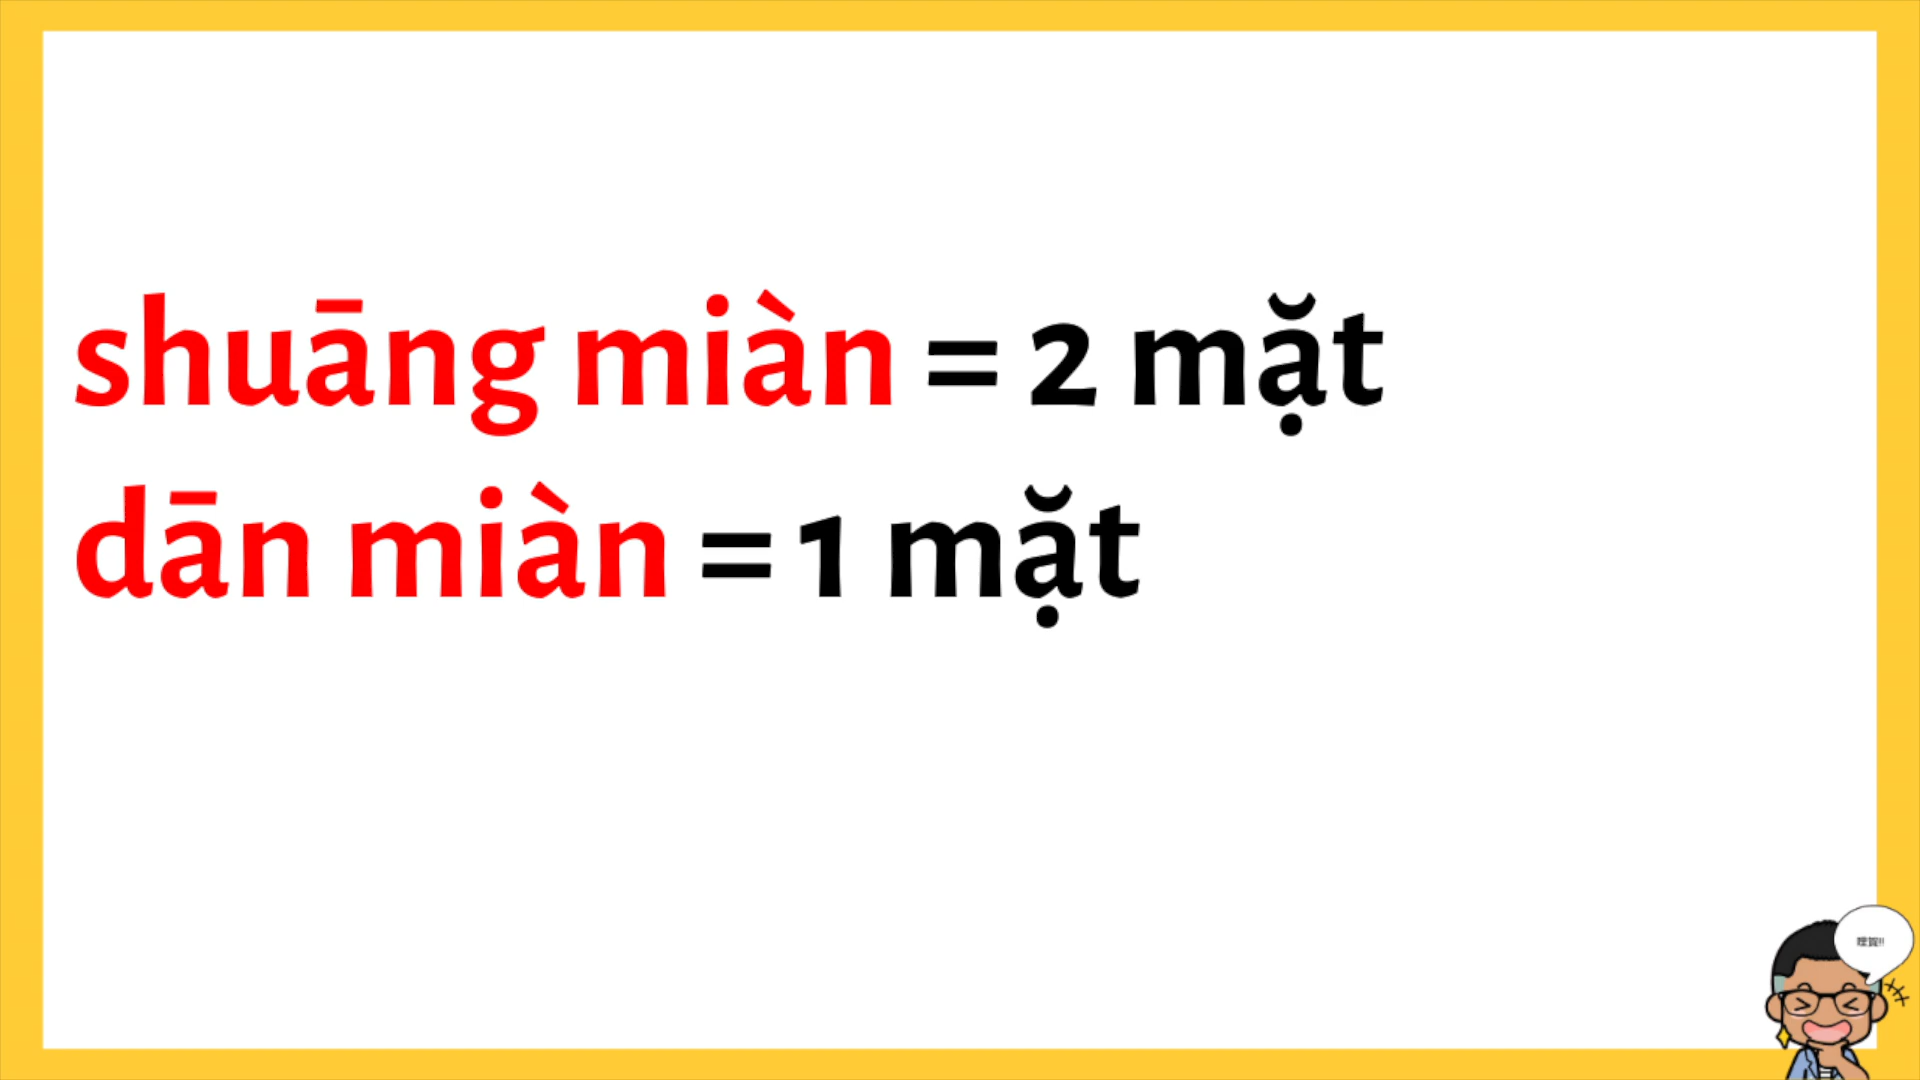 shuāng miàn = 2 mặt
dān miàn = 1 mặt